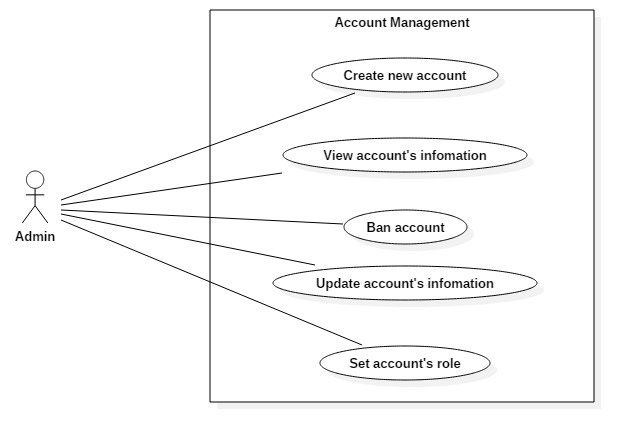 Account Management
Create new account
View account's infomation
Ban account
Admin
Update account's infomation
Set account's role